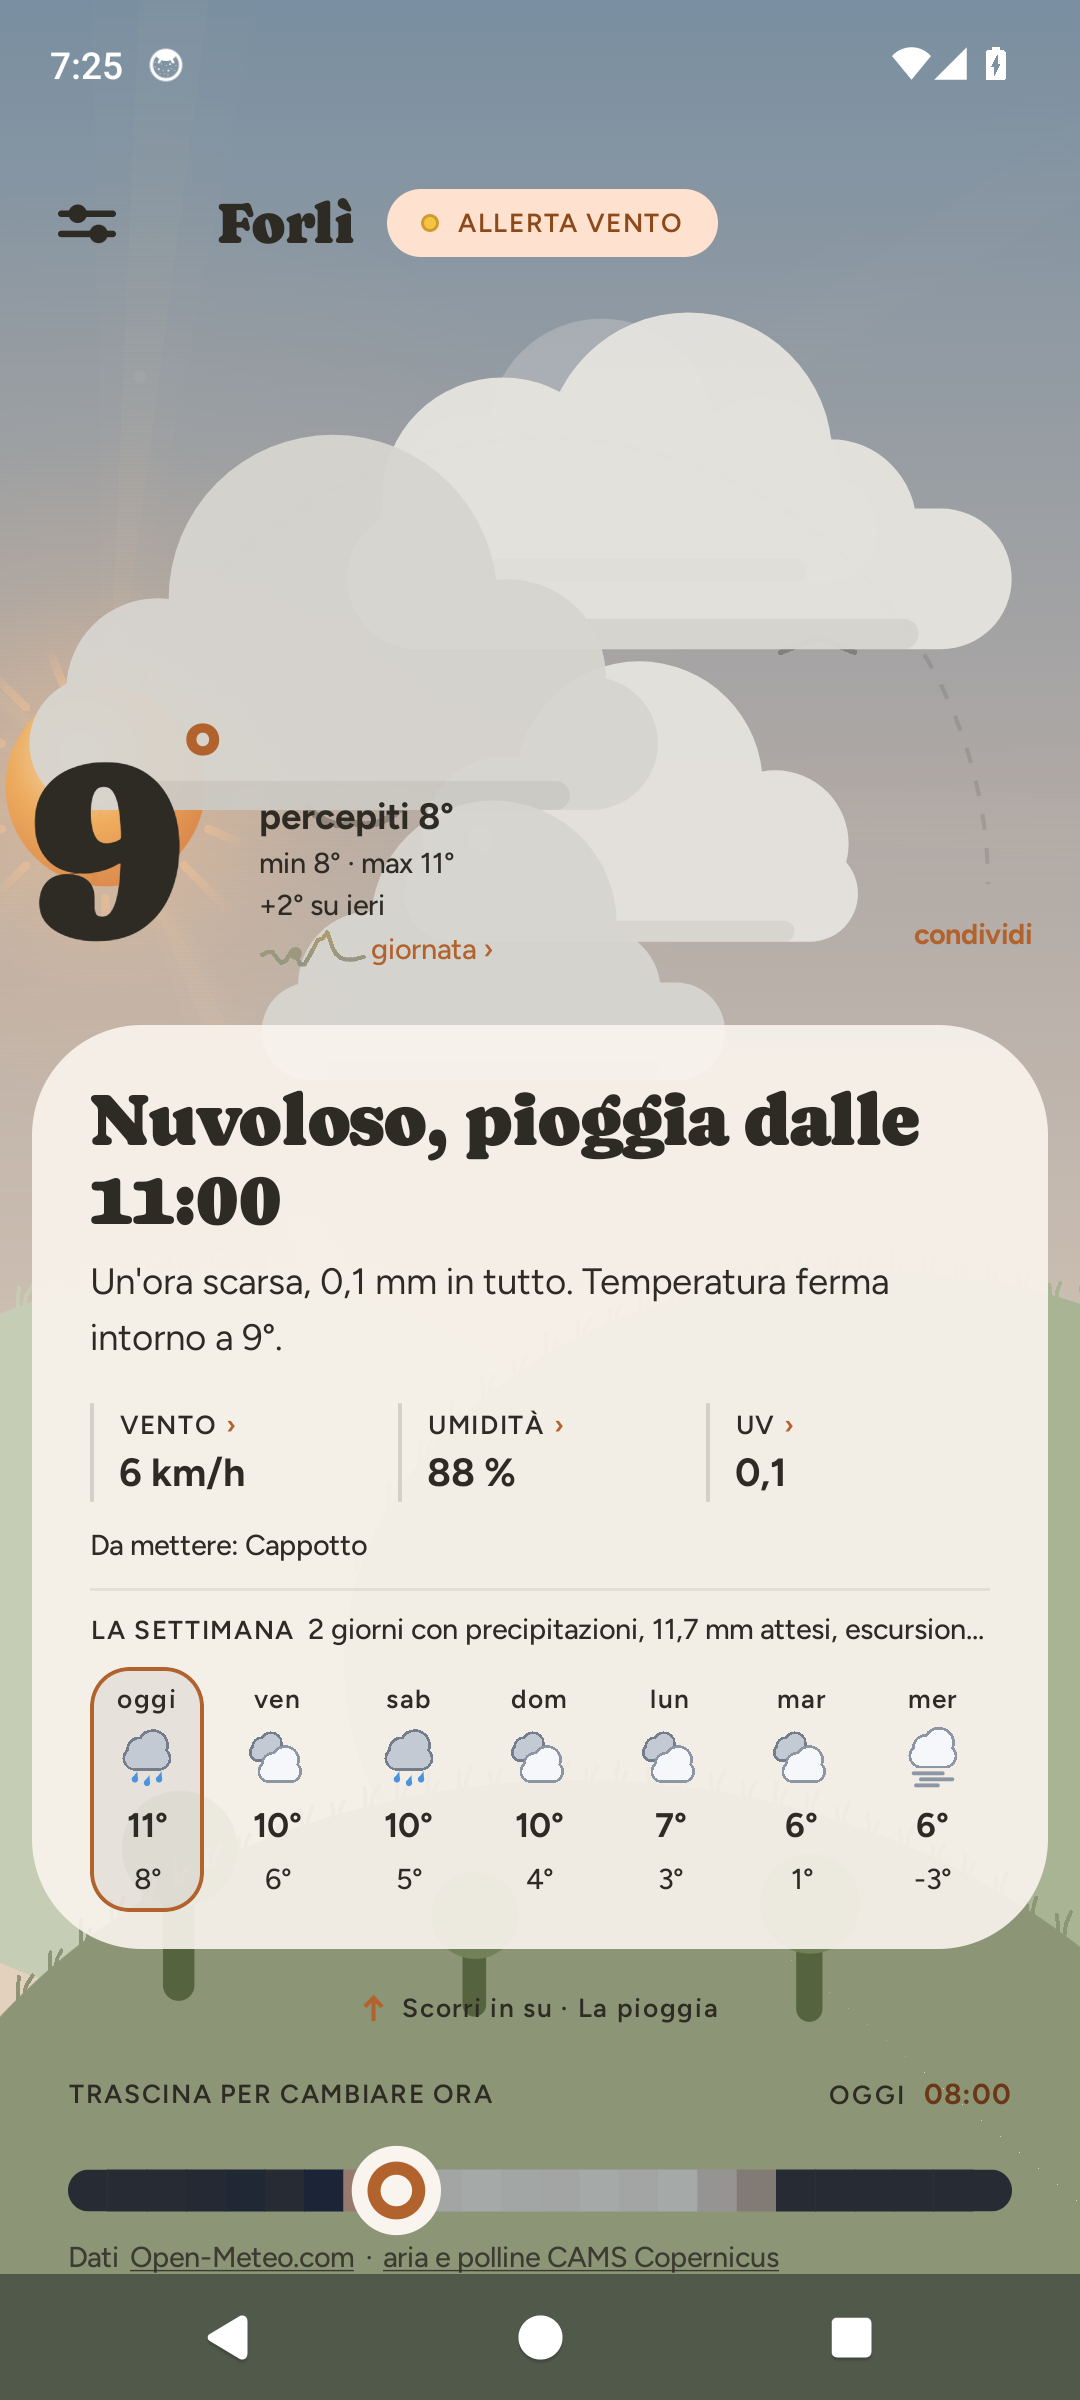 7:25
Forlì
ALLERTA VENTO
9°
percepiti 8°
min 8° · max 11°
+2° su ieri
giornata ›
condividi
Nuvoloso, pioggia dalle
11:00
Un'ora scarsa, 0,1 mm in tutto. Temperatura ferma
intorno a 9°.
VENTO › UMIDITÀ › UV ›
6 km/h 88 % 0,1
Da mettere: Cappotto
LA SETTIMANA 2 giorni con precipitazioni, 11,7 mm attesi, escursion…
oggi ven sab dom lun mar mer
11° 10° 10° 10° 7° 6° 6°
8° 6° 5° 4° 3° 1° -3°
↑ Scorri in su · La pioggia
TRASCINA PER CAMBIARE ORA OGGI 08:00
Dati Open-Meteo.com · aria e polline CAMS Copernicus